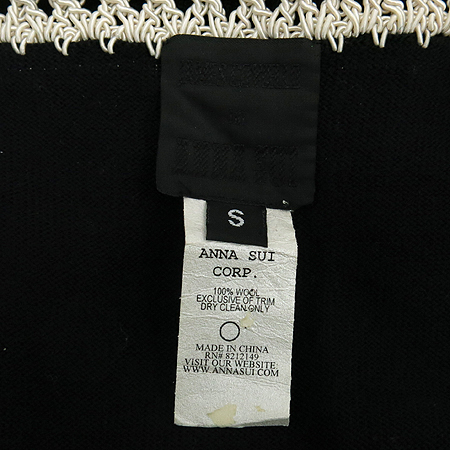 S
ANNA SUI
CORP.
100% WOOL
EXCLUSIVE OF TRIM
DRY CLEAN ONLY
MADE IN CHINA
RN# 8212149
VISIT OUR WEBSITE
WWW.ANNASUI.COM